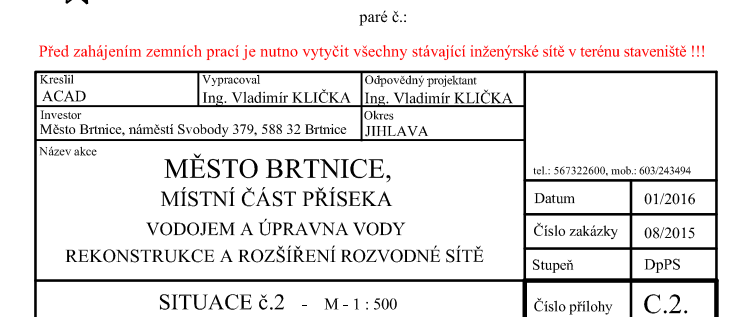 paré č.:
Před zahájením zemních prací je nutno vytyčit všechny stávající inženýrské sítě v terénu staveniště !!!
Kreslil
ACAD
Vypracoval
Ing. Vladimír KLIČKA
Odpovědný projektant
Ing. Vladimír KLIČKA
Investor
Město Brtnice, náměstí Svobody 379, 588 32 Brtnice
Okres
JIHLAVA
tel.: 567322600, mob.: 603/243494
Název akce
MĚSTO BRTNICE,
MÍSTNÍ ČÁST PŘÍSEKA
VODOJEM A ÚPRAVNA VODY
REKONSTRUKCE A ROZŠÍŘENÍ ROZVODNÉ SÍTĚ
Datum 01/2016
Číslo zakázky 08/2015
Stupeň DpPS
SITUACE č.2 - M - 1 : 500
Číslo přílohy C.2.